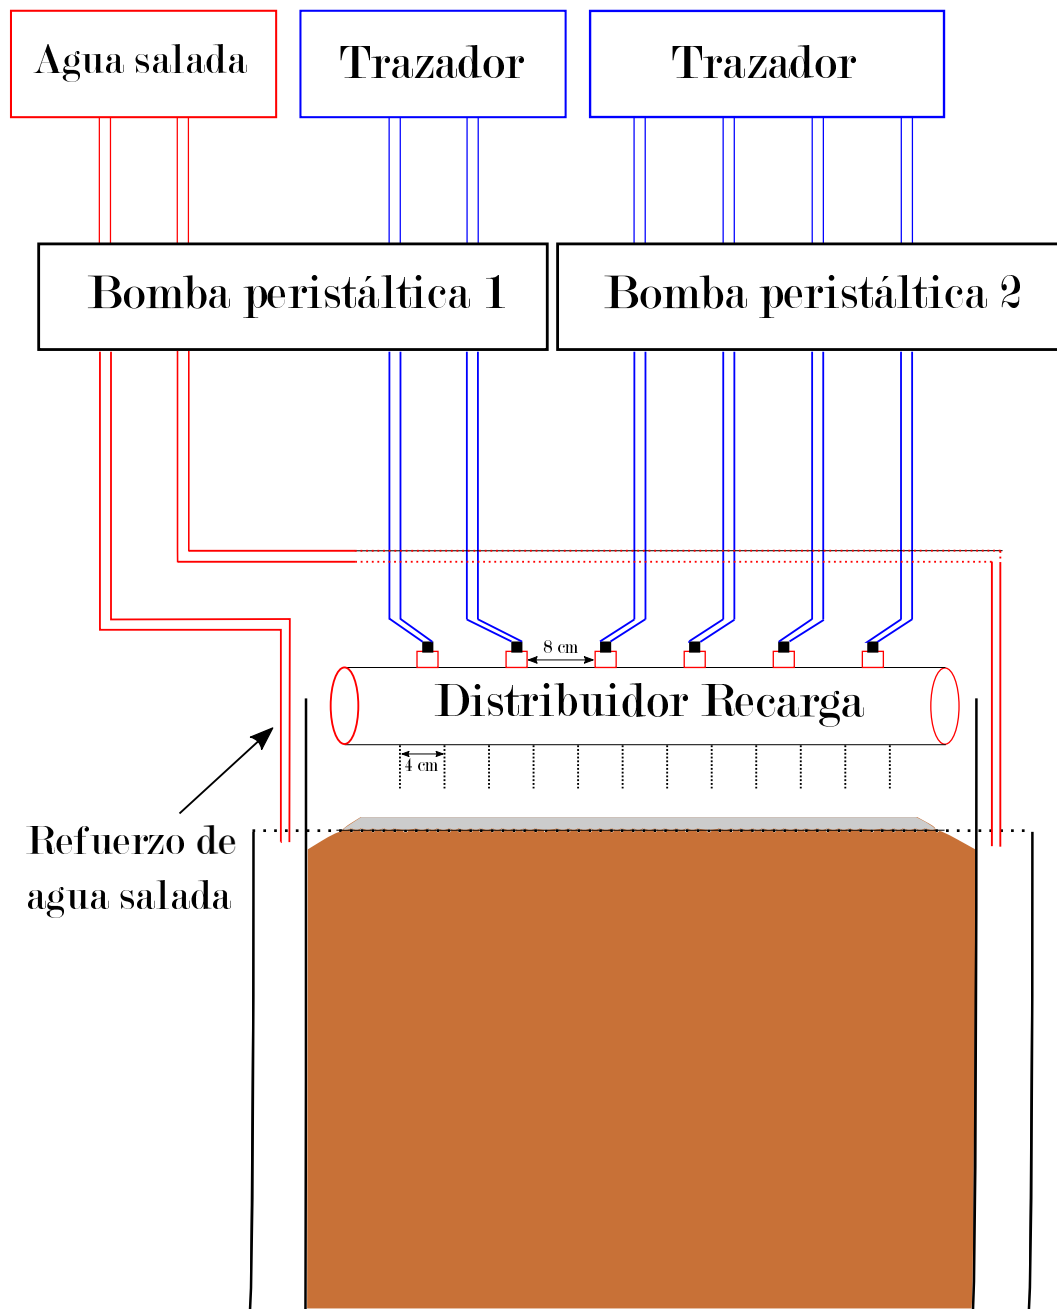 Agua salada
Trazador
Trazador
Bomba peristáltica 1
Bomba peristáltica 2
8 cm
Distribuidor Recarga
4 cm
Refuerzo de
agua salada